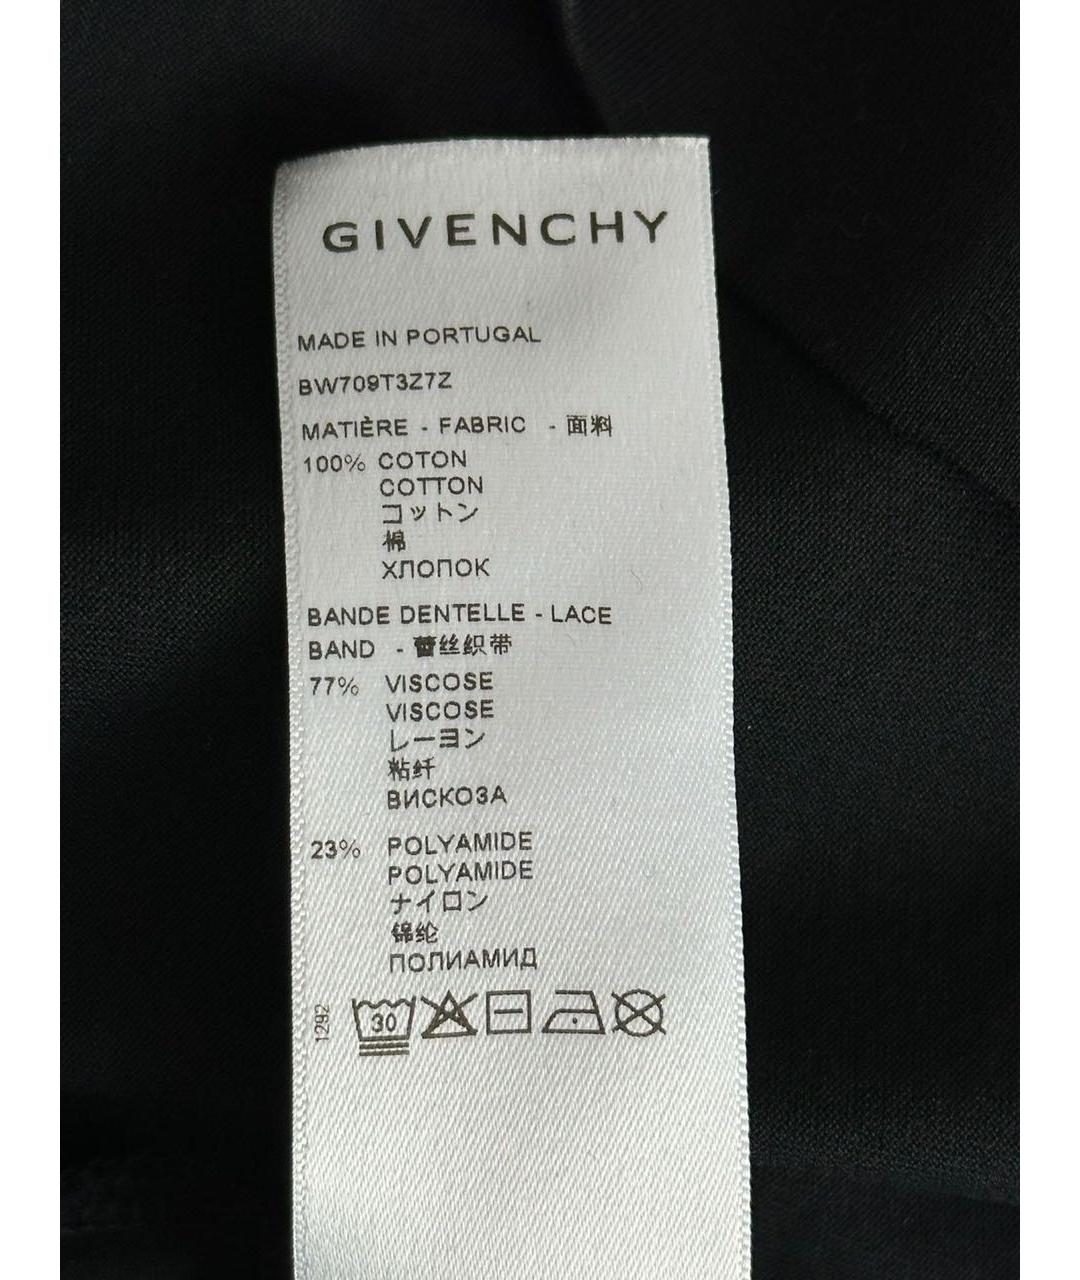 GIVENCHY
MADE IN PORTUGAL
BW709T3Z7Z
MATIÈRE - FABRIC - 面料
100% COTON
COTTON
コットン
棉
ХЛОПОК
BANDE DENTELLE - LACE
BAND - 蕾丝织带
77% VISCOSE
VISCOSE
レーヨン
粘纤
ВИСКОЗА
23% POLYAMIDE
POLYAMIDE
ナイロン
锦纶
ПОЛИАМИД
1292
30